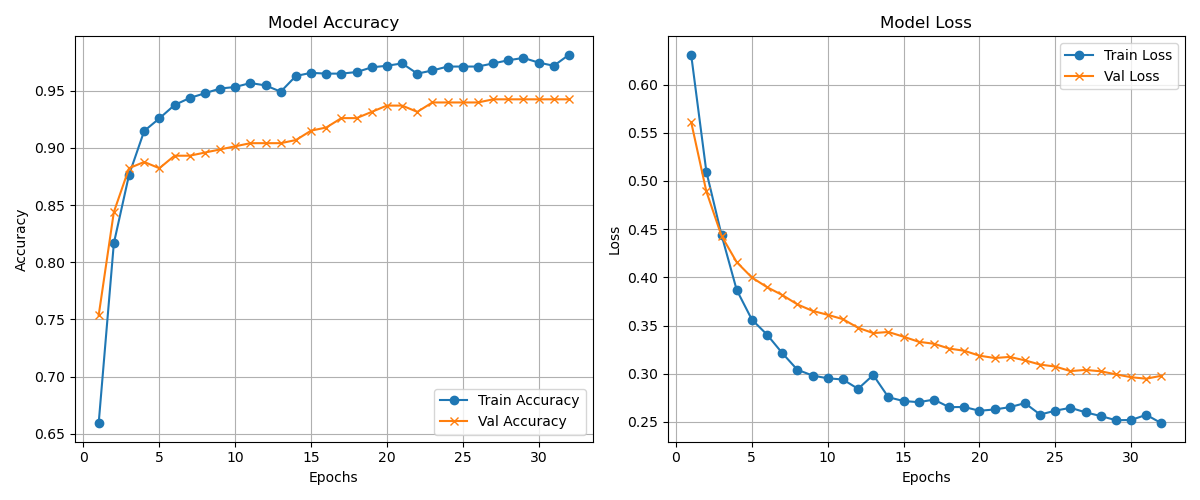 Model Accuracy
Accuracy
0.95
0.90
0.85
0.80
0.75
0.70
0.65
0 5 10 15 20 25 30
Epochs
Train Accuracy
Val Accuracy
Model Loss
Loss
0.60
0.55
0.50
0.45
0.40
0.35
0.30
0.25
0 5 10 15 20 25 30
Epochs
Train Loss
Val Loss